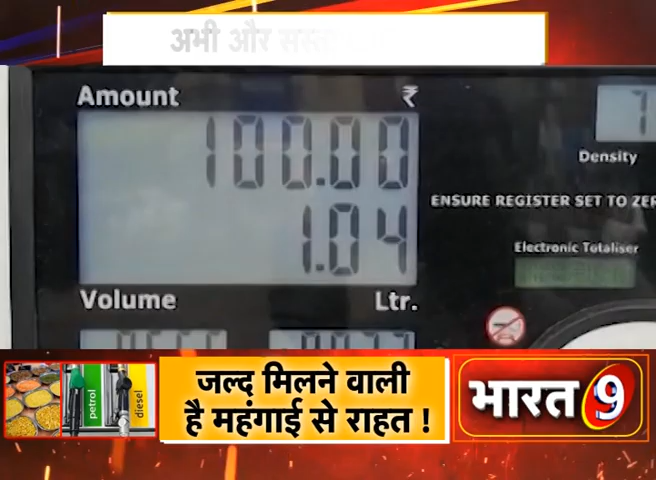 अभी और
Amount ₹
100.00
1.04
Density
7
ENSURE REGISTER SET TO
Electronic Totaliser
Volume Ltr.
petrol
diesel
जल्द मिलने वाली
है महंगाई से राहत !
भारत 9